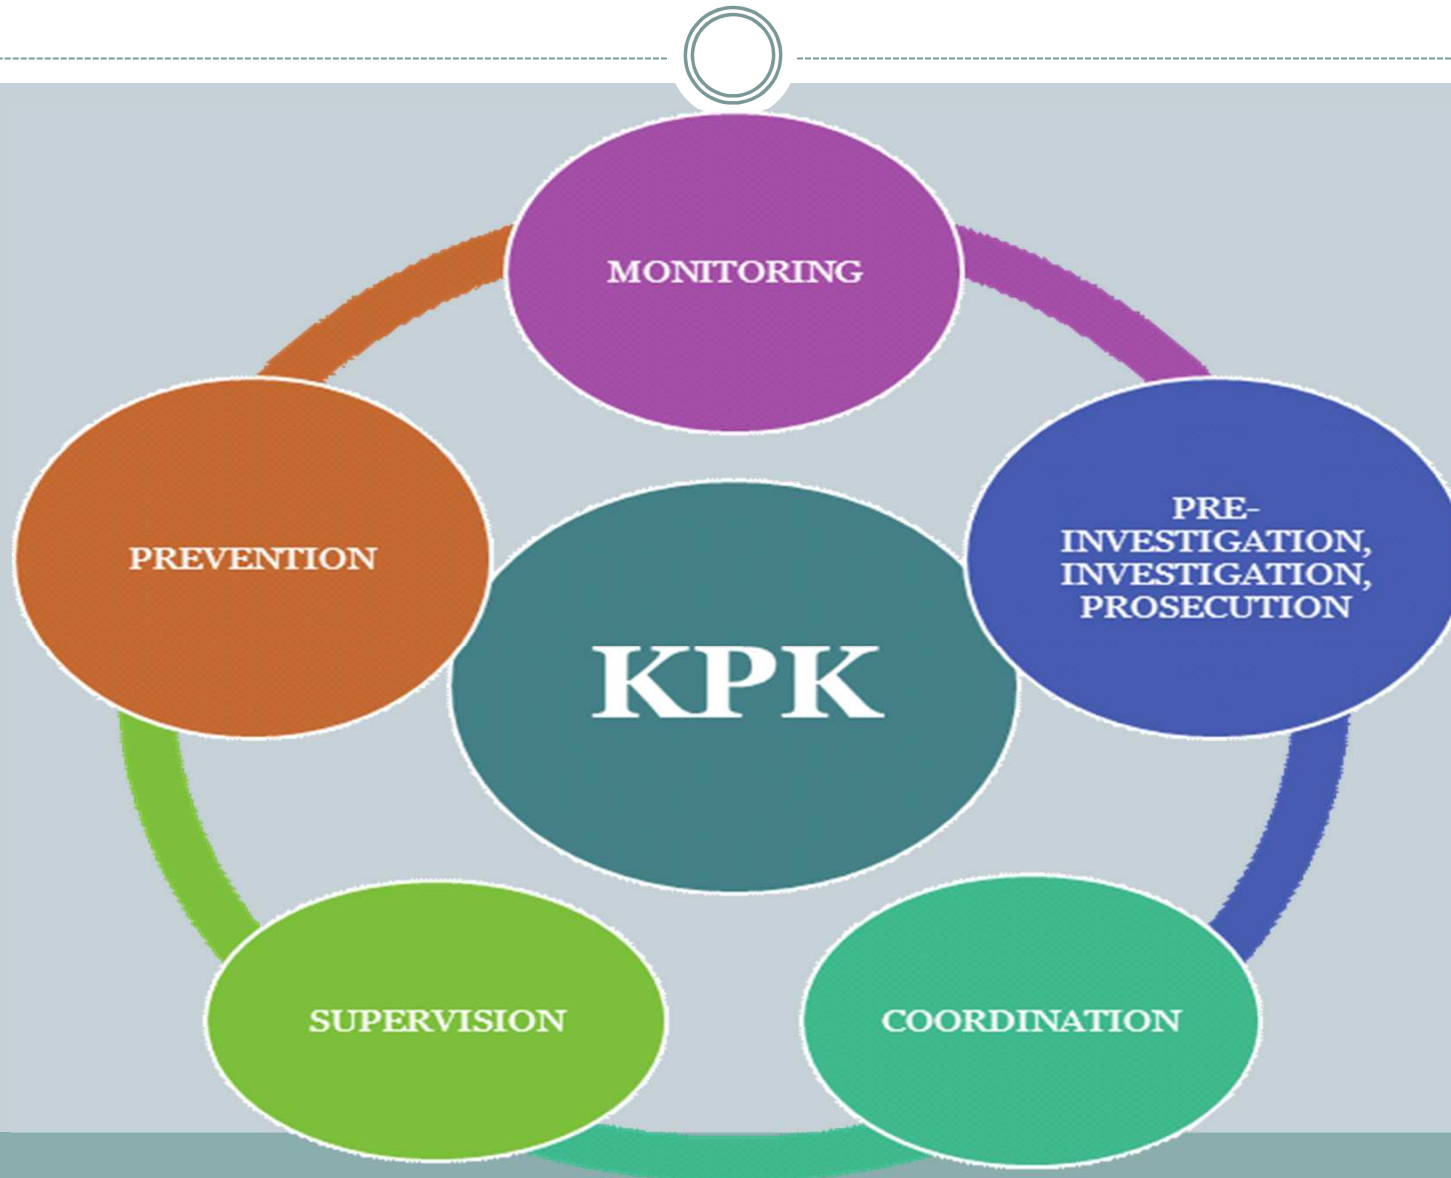 MONITORING
PREVENTION
PRE-
INVESTIGATION,
INVESTIGATION,
PROSECUTION
KPK
SUPERVISION
COORDINATION